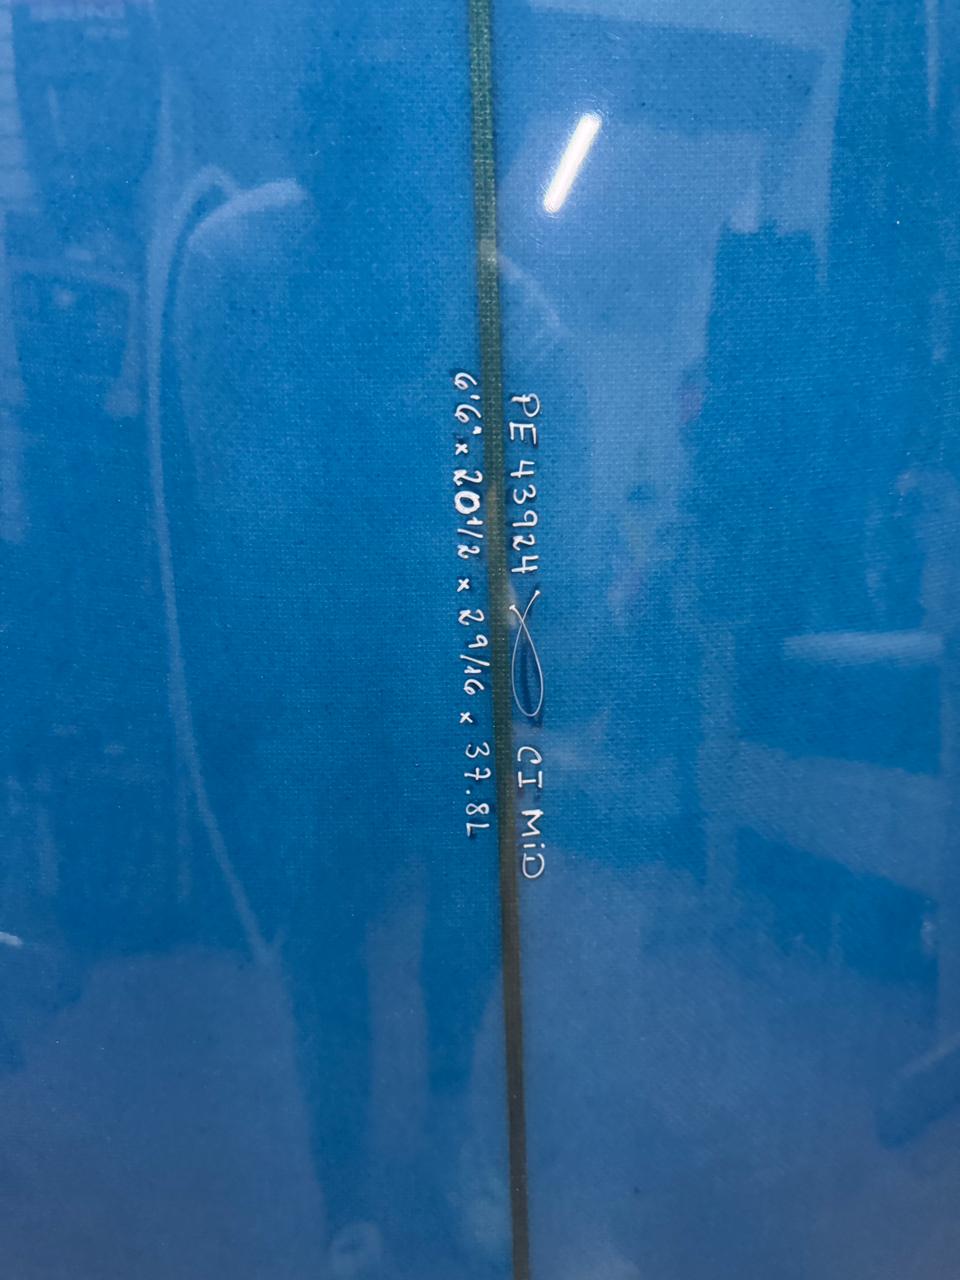 PE 43924 CI MiD
6'6" x 20 1/2 x 2 9/16 x 37.8L